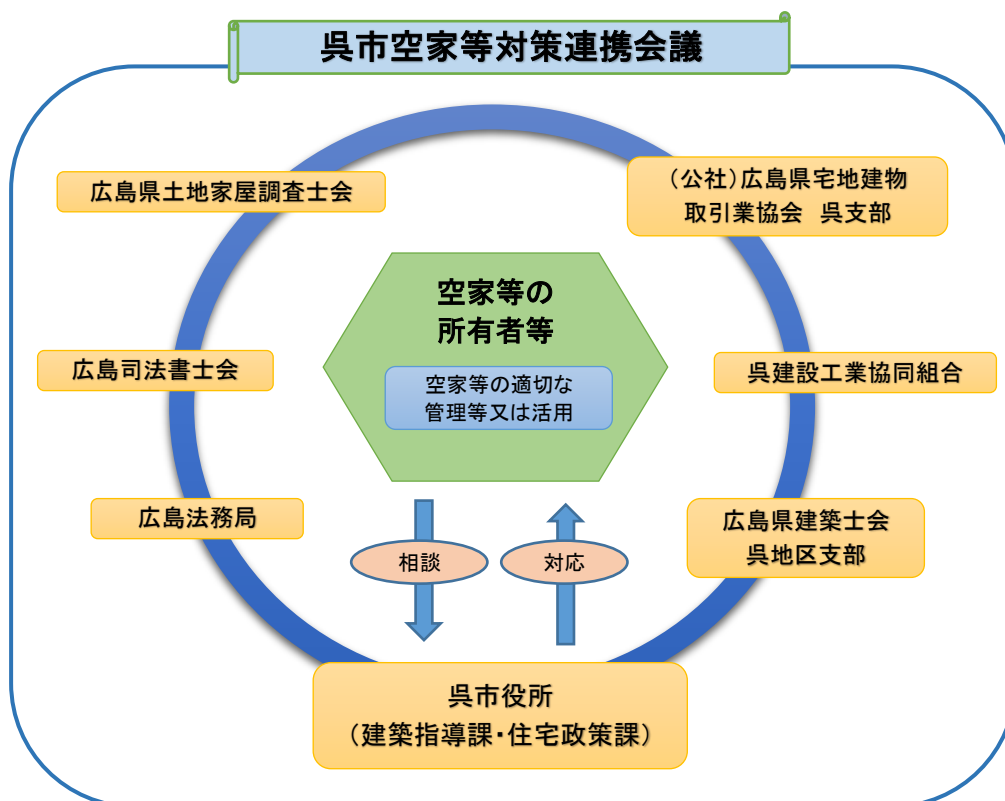 呉市空家等対策連携会議
広島県土地家屋調査士会
（公社）広島県宅地建物
取引業協会　呉支部
空家等の
所有者等
空家等の適切な
管理等又は活用
広島司法書士会
呉建設工業協同組合
広島法務局
広島県建築士会
呉地区支部
相談
対応
呉市役所
（建築指導課・住宅政策課）